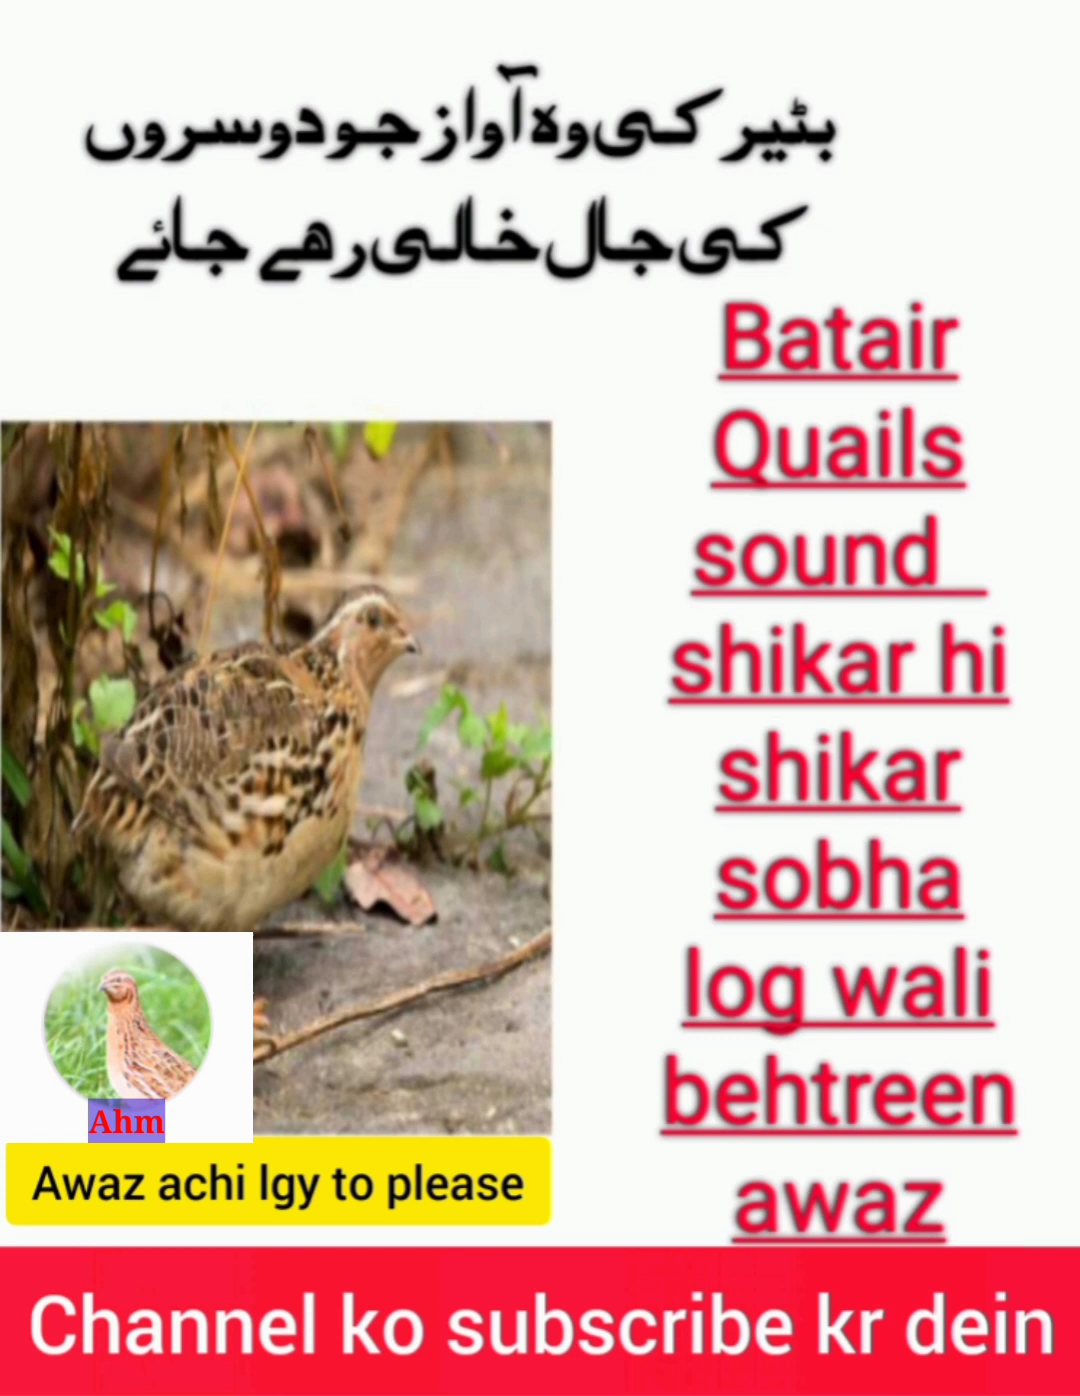 بٹیر کی وہ آواز جو دوسروں
کی جال خالی رھے جائے
Batair
Quails
sound
shikar hi
shikar
sobha
log wali
behtreen
awaz
Ahm
Awaz achi lgy to please
Channel ko subscribe kr dein